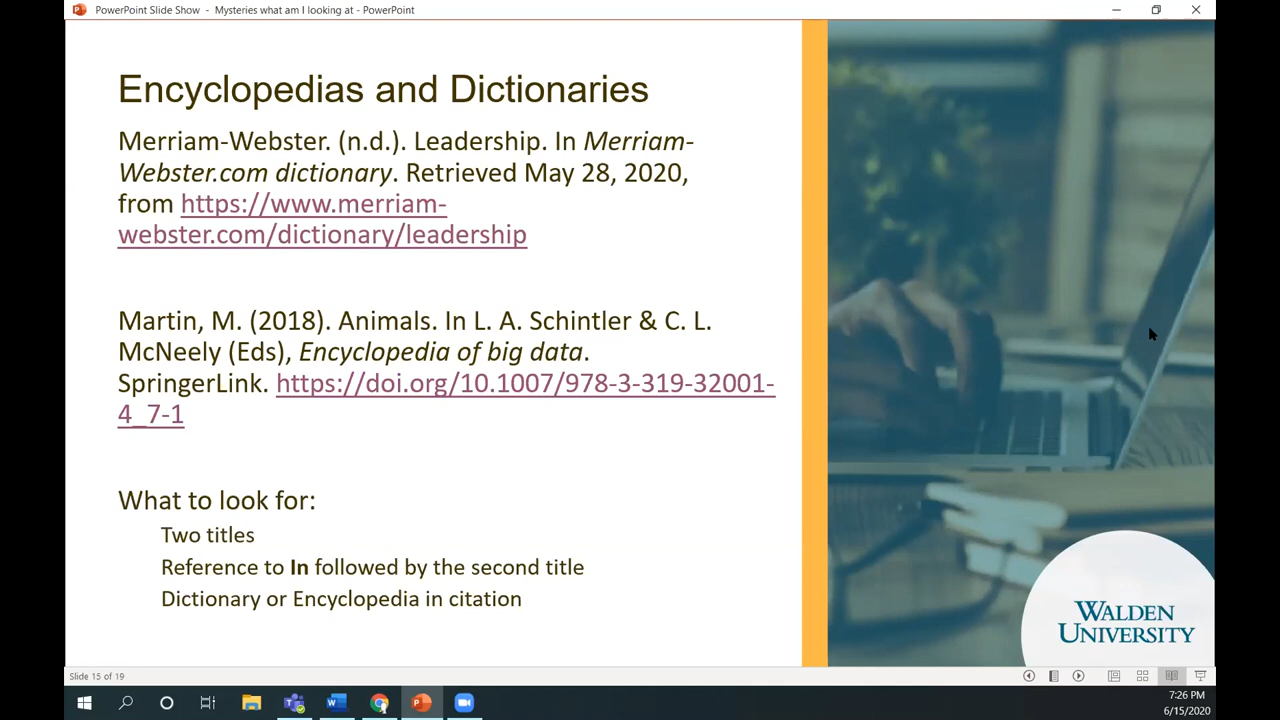 PowerPoint Slide Show - Mysteries what am I looking at - PowerPoint
Encyclopedias and Dictionaries
Merriam-Webster. (n.d.). Leadership. In Merriam-
Webster.com dictionary. Retrieved May 28, 2020,
from https://www.merriam-
webster.com/dictionary/leadership
Martin, M. (2018). Animals. In L. A. Schintler & C. L.
McNeely (Eds), Encyclopedia of big data.
SpringerLink. https://doi.org/10.1007/978-3-319-32001-
4_7-1
What to look for:
Two titles
Reference to In followed by the second title
Dictionary or Encyclopedia in citation
WALDEN
UNIVERSITY
Slide 15 of 19
7:26 PM
6/15/2020